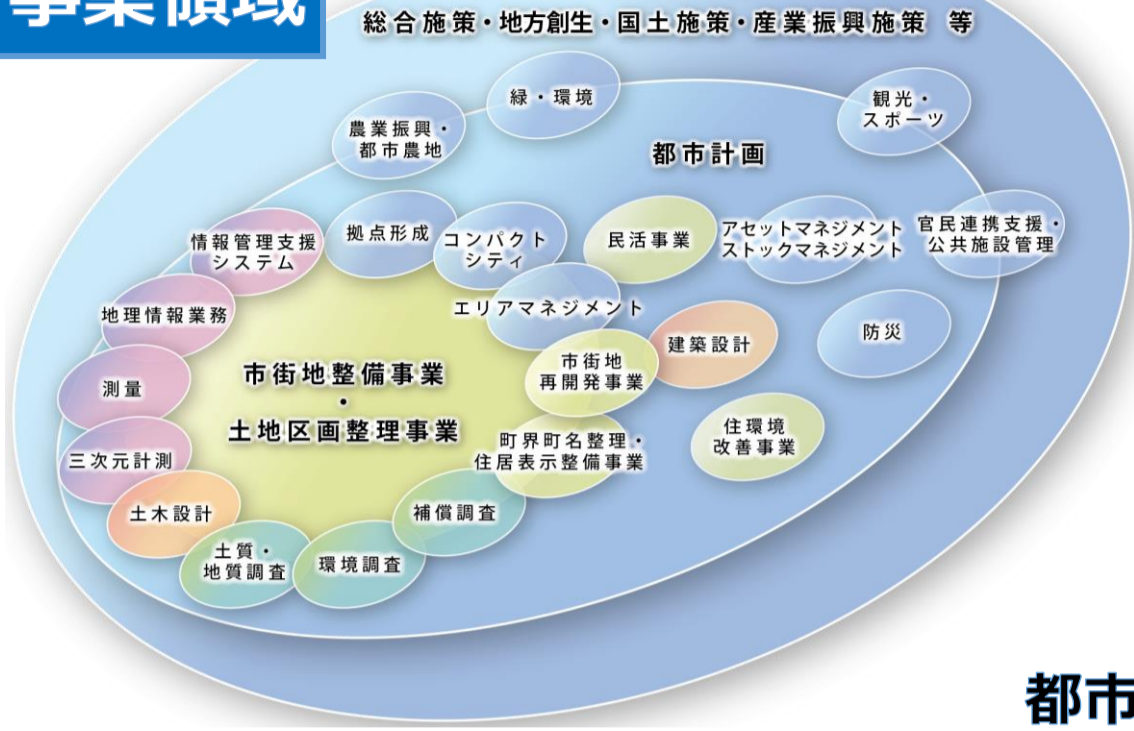 事業領域
総合施策・地方創生・国土施策・産業振興施策 等
緑・環境
観光・
スポーツ
農業振興・
都市農地
都市計画
情報管理支援
システム
拠点形成
コンパクト
シティ
民活事業
アセットマネジメント
ストックマネジメント
官民連携支援・
公共施設管理
地理情報業務
エリアマネジメント
建築設計
防災
市街地整備事業
・
土地区画整理事業
市街地
再開発事業
測量
町界町名整理・
住居表示整備事業
住環境
改善事業
三次元計測
土木設計
補償調査
土質・
地質調査
環境調査
都市